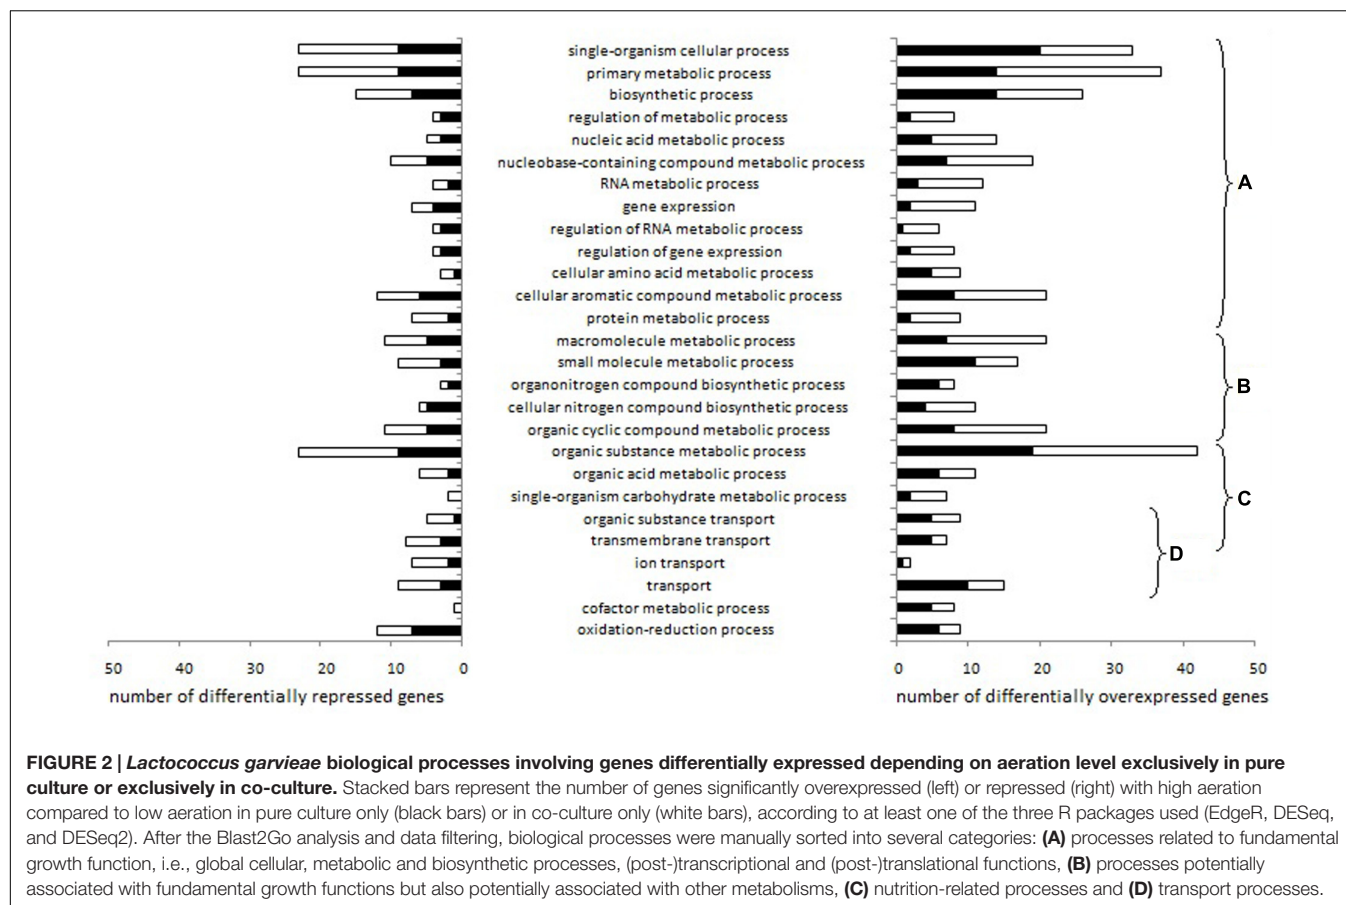 single-organism cellular process
primary metabolic process
biosynthetic process
regulation of metabolic process
nucleic acid metabolic process
nucleobase-containing compound metabolic process
RNA metabolic process
gene expression
regulation of RNA metabolic process
regulation of gene expression
cellular amino acid metabolic process
cellular aromatic compound metabolic process
protein metabolic process
macromolecule metabolic process
small molecule metabolic process
organonitrogen compound biosynthetic process
cellular nitrogen compound biosynthetic process
organic cyclic compound metabolic process
organic substance metabolic process
organic acid metabolic process
single-organism carbohydrate metabolic process
organic substance transport
transmembrane transport
ion transport
transport
cofactor metabolic process
oxidation-reduction process
A
B
C
D
50 40 30 20 10 0
number of differentially repressed genes
0 10 20 30 40 50
number of differentially overexpressed genes
FIGURE 2 | Lactococcus garvieae biological processes involving genes differentially expressed depending on aeration level exclusively in pure
culture or exclusively in co-culture. Stacked bars represent the number of genes significantly overexpressed (left) or repressed (right) with high aeration
compared to low aeration in pure culture only (black bars) or in co-culture only (white bars), according to at least one of the three R packages used (EdgeR, DESeq,
and DESeq2). After the Blast2Go analysis and data filtering, biological processes were manually sorted into several categories: (A) processes related to fundamental
growth function, i.e., global cellular, metabolic and biosynthetic processes, (post-)transcriptional and (post-)translational functions, (B) processes potentially
associated with fundamental growth functions but also potentially associated with other metabolisms, (C) nutrition-related processes and (D) transport processes.